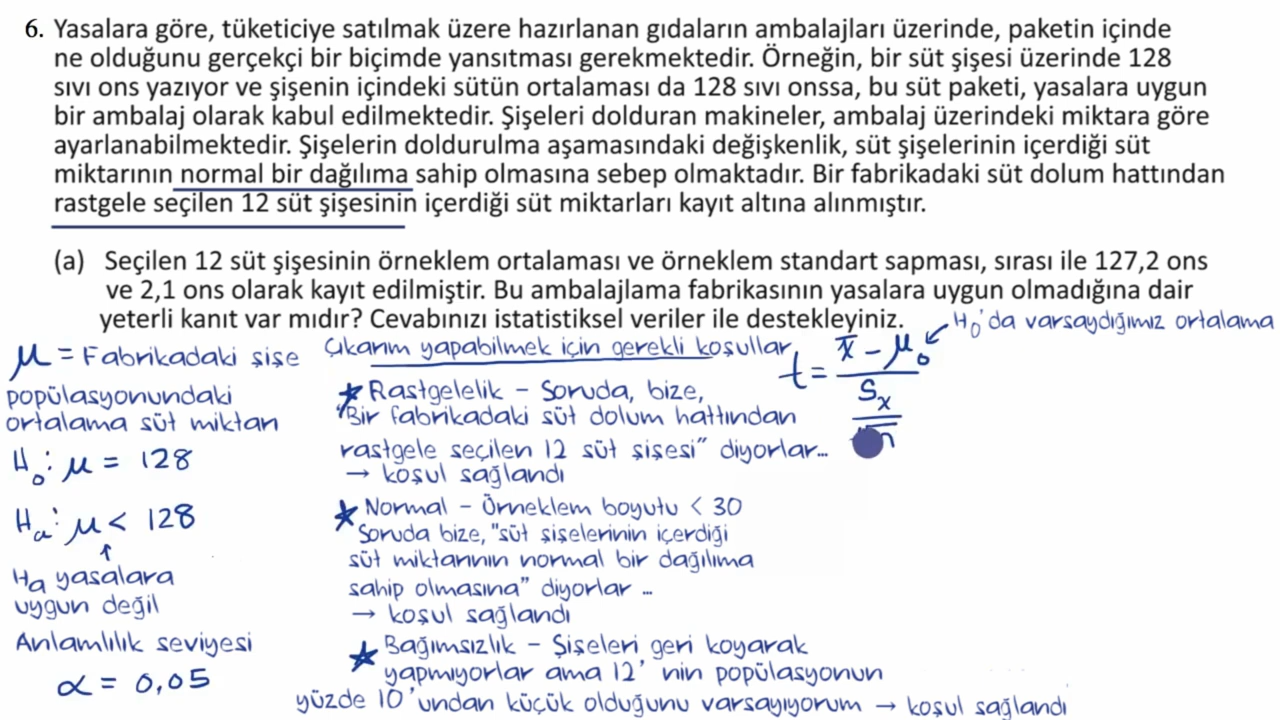 6. Yasalara göre, tüketiciye satılmak üzere hazırlanan gıdaların ambalajları üzerinde, paketin içinde
ne olduğunu gerçekçi bir biçimde yansıtması gerekmektedir. Örneğin, bir süt şişesi üzerinde 128
sıvı ons yazıyor ve şişenin içindeki sütün ortalaması da 128 sıvı onssa, bu süt paketi, yasalara uygun
bir ambalaj olarak kabul edilmektedir. Şişeleri dolduran makineler, ambalaj üzerindeki miktara göre
ayarlanabilmektedir. Şişelerin doldurulma aşamasındaki değişkenlik, süt şişelerinin içerdiği süt
miktarının normal bir dağılıma sahip olmasına sebep olmaktadır. Bir fabrikadaki süt dolum hattından
rastgele seçilen 12 süt şişesinin içerdiği süt miktarları kayıt altına alınmıştır.
(a) Seçilen 12 süt şişesinin örneklem ortalaması ve örneklem standart sapması, sırası ile 127,2 ons
ve 2,1 ons olarak kayıt edilmiştir. Bu ambalajlama fabrikasının yasalara uygun olmadığına dair
yeterli kanıt var mıdır? Cevabınızı istatistiksel veriler ile destekleyiniz.
μ = Fabrikadaki şişe
popülasyonundaki
ortalama süt miktarı
H₀: μ = 128
Hₐ: μ < 128
↑
Hₐ yasalara
uygun değil
Anlamlılık seviyesi
α = 0,05
Çıkarım yapabilmek için gerekli koşullar
★ Rastgelelik – Soruda, bize,
"Bir fabrikadaki süt dolum hattından
rastgele seçilen 12 süt şişesi" diyorlar...
→ koşul sağlandı
★ Normal – Örneklem boyutu < 30
Soruda bize, "süt şişelerinin içerdiği
süt miktarının normal bir dağılıma
sahip olmasına" diyorlar ...
→ koşul sağlandı
★ Bağımsızlık – Şişeleri geri koyarak
yapmıyorlar ama 12' nin popülasyonun
yüzde 10'undan küçük olduğunu varsayıyorum → koşul sağlandı
H₀'da varsaydığımız ortalama
t = x̄ - μ₀
Sₓ
√n